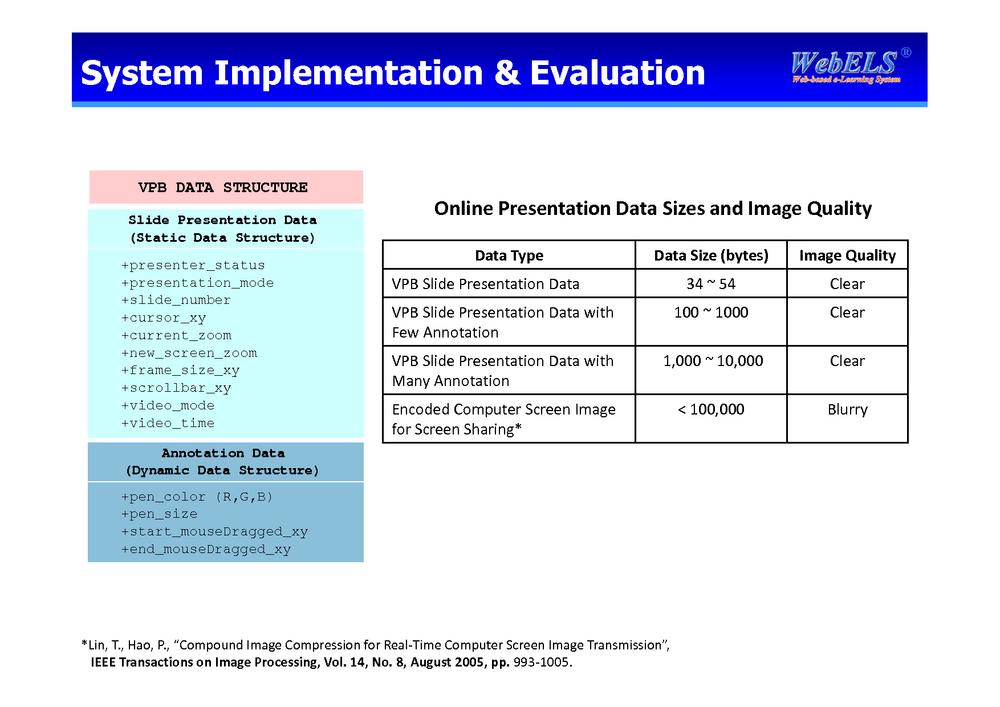 System Implementation & Evaluation
WebELS®
Web-based e-Learning System
VPB DATA STRUCTURE
Slide Presentation Data
(Static Data Structure)
+presenter_status
+presentation_mode
+slide_number
+cursor_xy
+current_zoom
+new_screen_zoom
+frame_size_xy
+scrollbar_xy
+video_mode
+video_time
Annotation Data
(Dynamic Data Structure)
+pen_color (R,G,B)
+pen_size
+start_mouseDragged_xy
+end_mouseDragged_xy
Online Presentation Data Sizes and Image Quality
Data Type Data Size (bytes) Image Quality
VPB Slide Presentation Data 34 ~ 54 Clear
VPB Slide Presentation Data with 100 ~ 1000 Clear
Few Annotation
VPB Slide Presentation Data with 1,000 ~ 10,000 Clear
Many Annotation
Encoded Computer Screen Image < 100,000 Blurry
for Screen Sharing*
*Lin, T., Hao, P., “Compound Image Compression for Real-Time Computer Screen Image Transmission”,
IEEE Transactions on Image Processing, Vol. 14, No. 8, August 2005, pp. 993-1005.